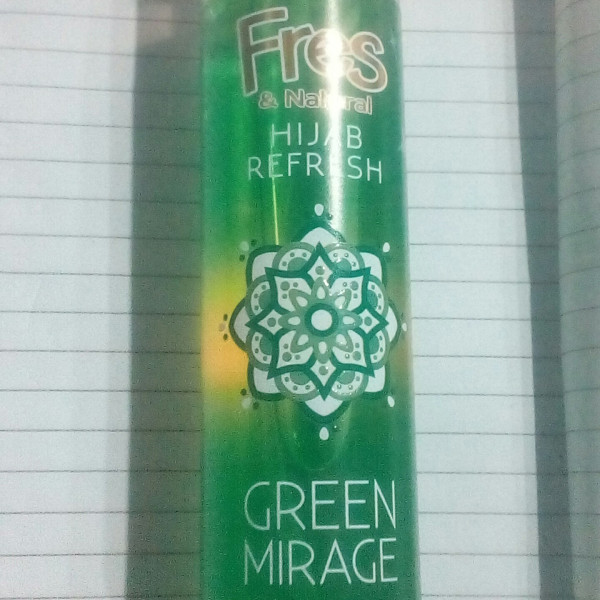 Fres
& Natural
HIJAB
REFRESH
GREEN
MIRAGE